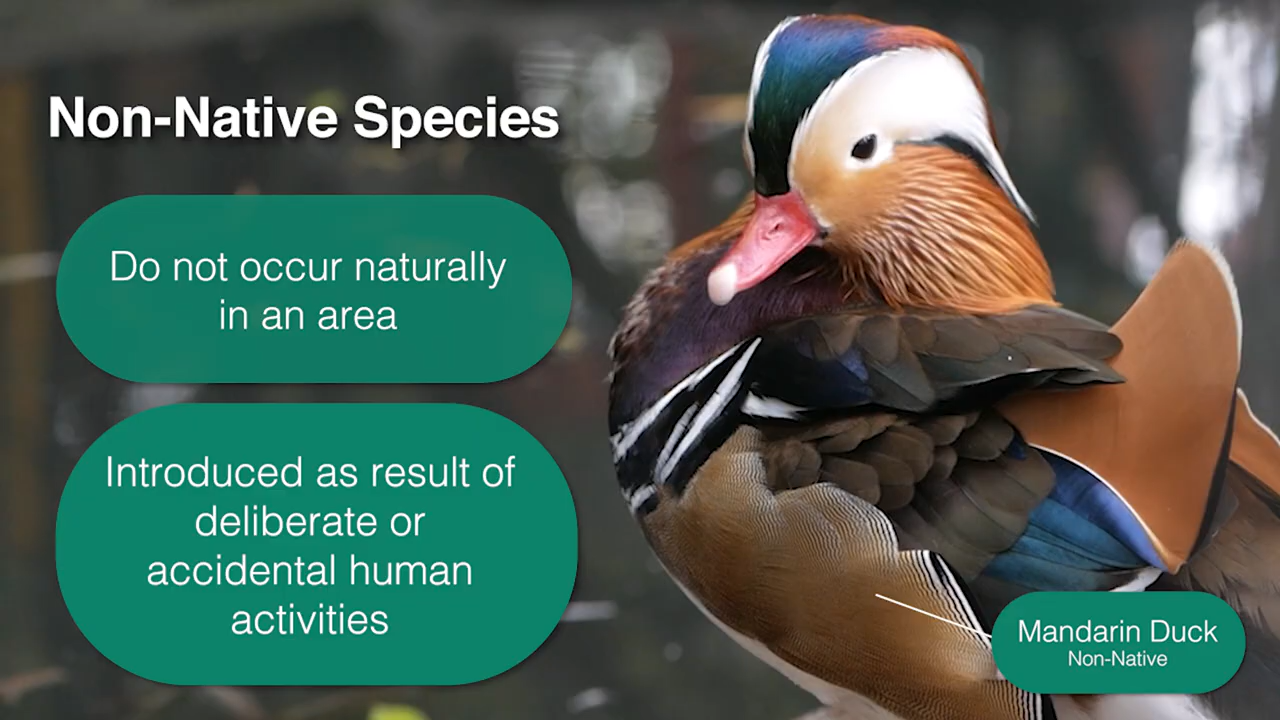 Non-Native Species
Do not occur naturally
in an area
Introduced as result of
deliberate or
accidental human
activities
Mandarin Duck
Non-Native